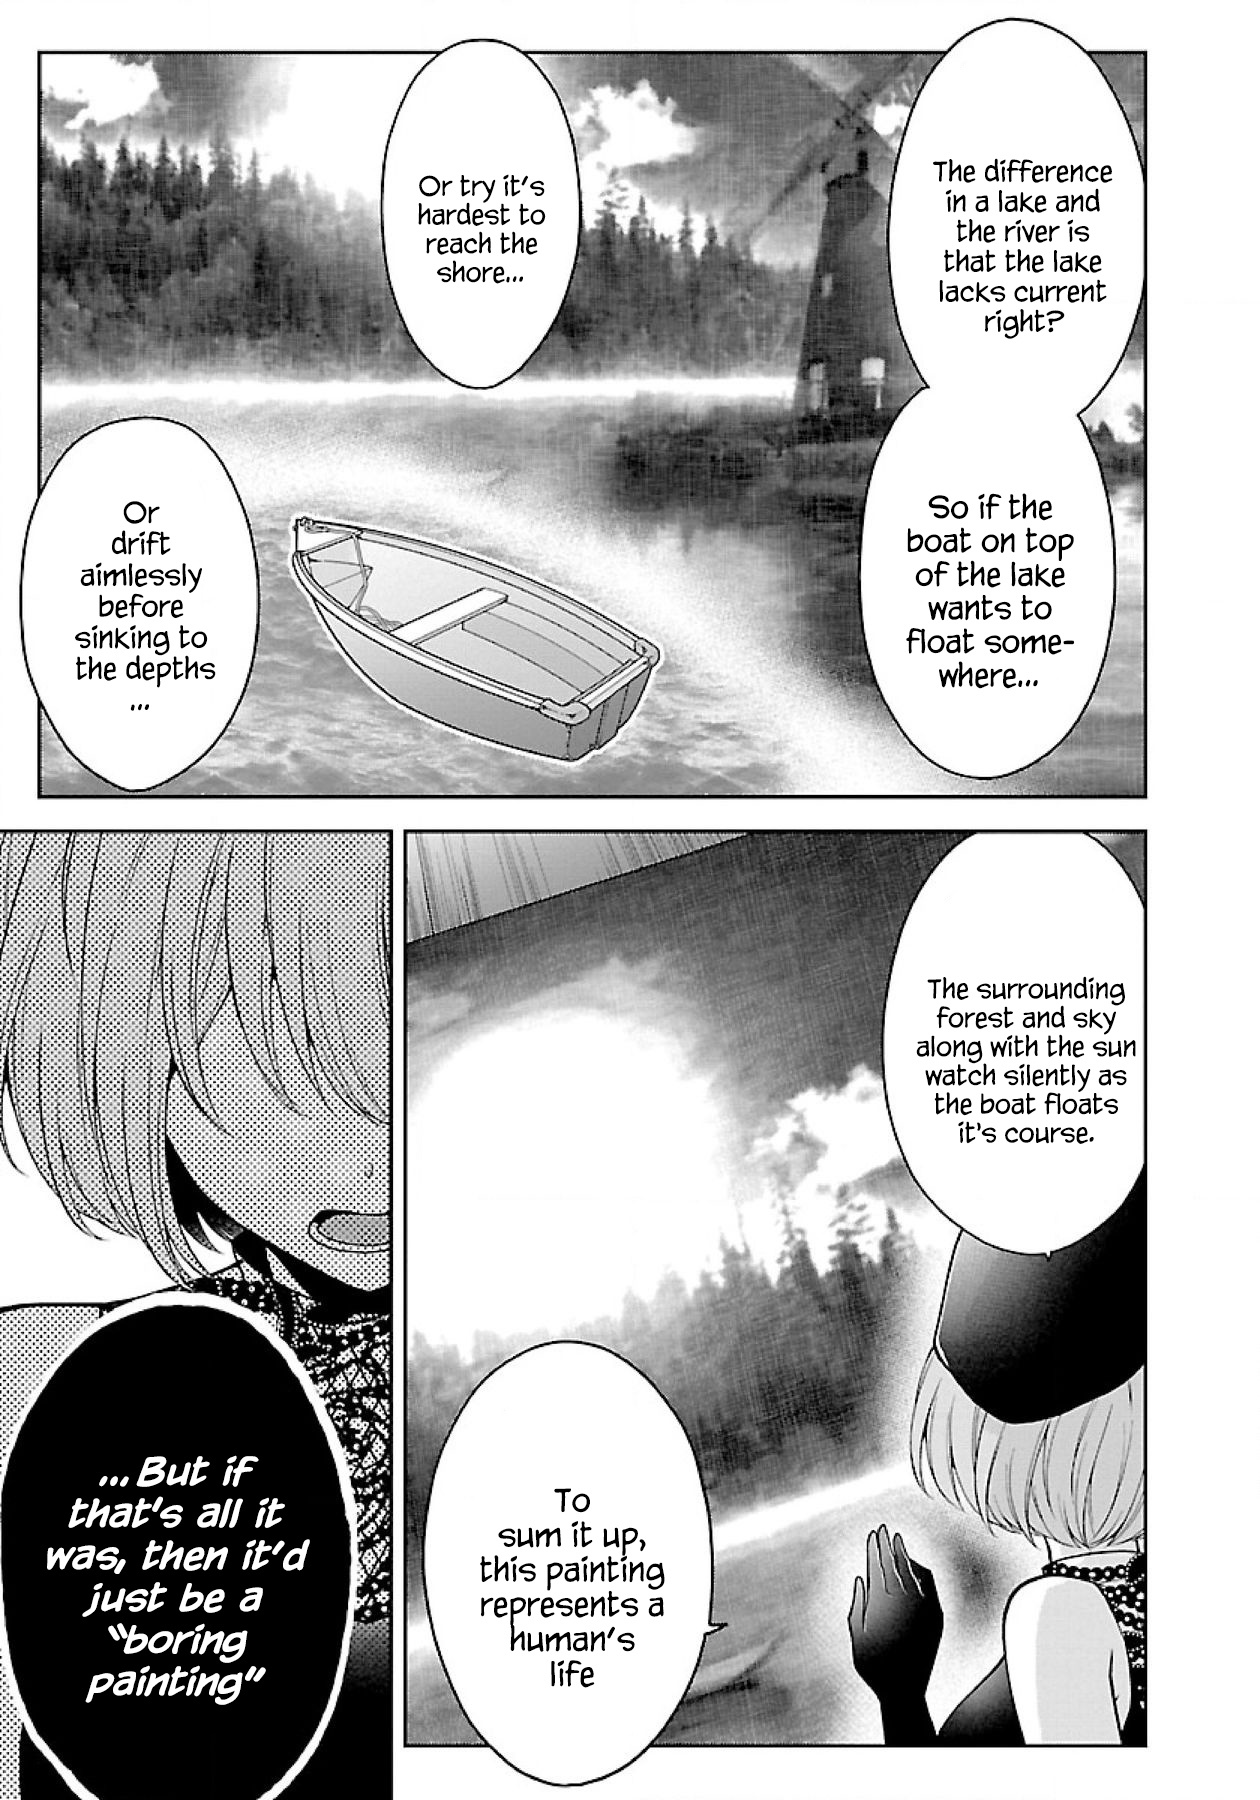 The difference
in a lake and
the river is
that the lake
lacks current
right?
So if the
boat on top
of the lake
wants to
float some-
where...
Or try it's
hardest to
reach the
shore...
Or
drift
aimlessly
before
sinking to
the depths
...
The surrounding
forest and sky
along with the sun
watch silently as
the boat floats
it's course.
To
sum it up,
this painting
represents a
human's
life
...But if
that's all it
was, then it'd
just be a
"boring
painting"